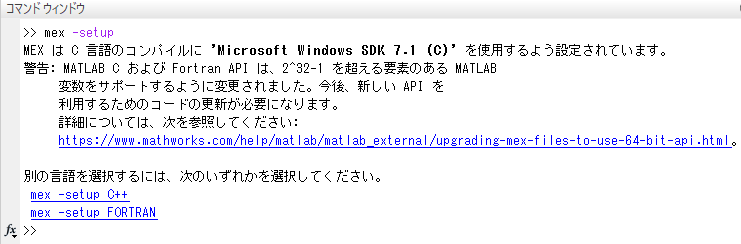 コマンド ウィンドウ
>> mex -setup
MEX は C 言語のコンパイルに 'Microsoft Windows SDK 7.1 (C)' を使用するよう設定されています。
警告: MATLAB C および Fortran API は、2^32-1 を超える要素のある MATLAB
変数をサポートするように変更されました。今後、新しい API を
利用するためのコードの更新が必要になります。
詳細については、次を参照してください:
https://www.mathworks.com/help/matlab/matlab_external/upgrading-mex-files-to-use-64-bit-api.html。
別の言語を選択するには、次のいずれかを選択してください。
mex -setup C++
mex -setup FORTRAN
fx >>